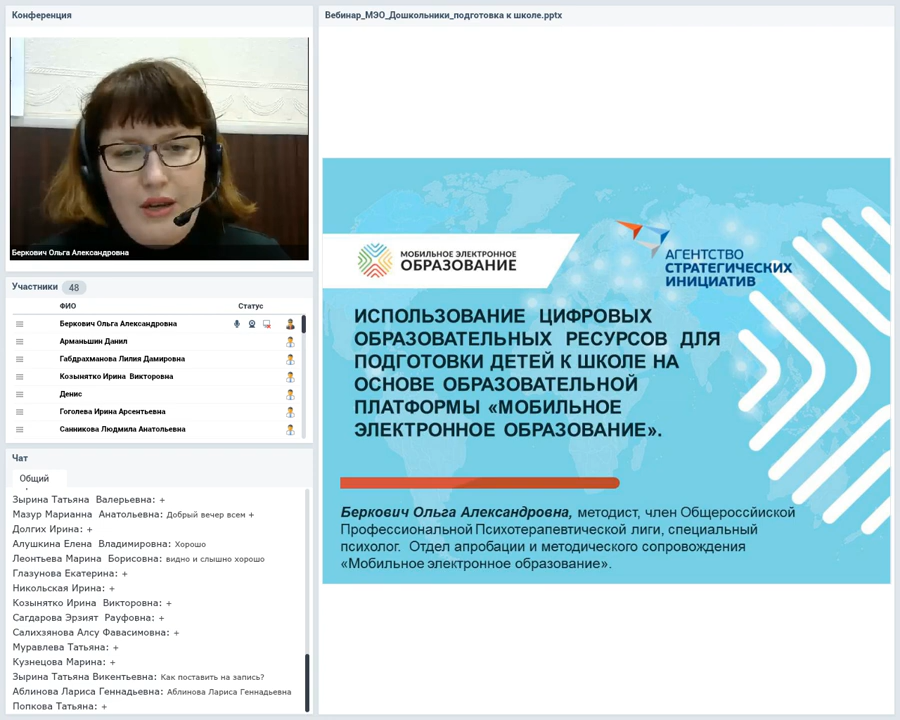 Конференция
Беркович Ольга Александровна
Участники 48
ФИО Статус
Беркович Ольга Александровна
Арманьшин Данил
Габдрахманова Лилия Дамировна
Козынятко Ирина Викторовна
Денис
Гоголева Ирина Арсентьевна
Санникова Людмила Анатольевна
Чат
Общий
Зырина Татьяна Валерьевна: +
Мазур Марианна Анатольевна: Добрый вечер всем +
Долгих Ирина: +
Алушкина Елена Владимировна: Хорошо
Леонтьева Марина Борисовна: видно и слышно хорошо
Глазунова Екатерина: +
Никольская Ирина: +
Козынятко Ирина Викторовна: +
Сагдарова Эрзият Рауфовна: +
Салихзянова Алсу Фавасимовна: +
Муравлева Татьяна: +
Кузнецова Марина: +
Зырина Татьяна Викентьевна: Как поставить на запись?
Аблинова Лариса Геннадьевна: Аблинова Лариса Геннадьевна
Попкова Татьяна: +
Вебинар_МЭО_Дошкольники_подготовка к школе.pptx
МОБИЛЬНОЕ ЭЛЕКТРОННОЕ
ОБРАЗОВАНИЕ
АГЕНТСТВО
СТРАТЕГИЧЕСКИХ
ИНИЦИАТИВ
ИСПОЛЬЗОВАНИЕ ЦИФРОВЫХ
ОБРАЗОВАТЕЛЬНЫХ РЕСУРСОВ ДЛЯ
ПОДГОТОВКИ ДЕТЕЙ К ШКОЛЕ НА
ОСНОВЕ ОБРАЗОВАТЕЛЬНОЙ
ПЛАТФОРМЫ «МОБИЛЬНОЕ
ЭЛЕКТРОННОЕ ОБРАЗОВАНИЕ».
Беркович Ольга Александровна, методист, член Общероссийской
Профессиональной Психотерапевтической лиги, специальный
психолог. Отдел апробации и методического сопровождения
«Мобильное электронное образование».